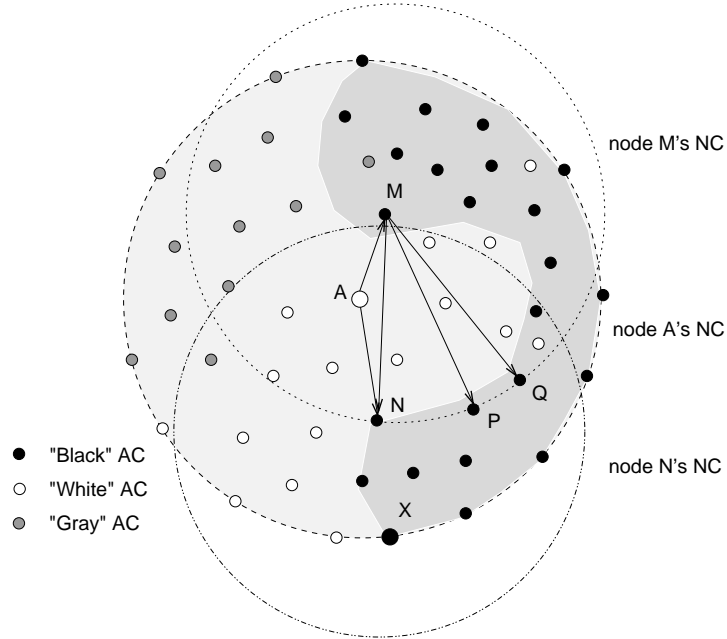 node M's NC
M
A
node A's NC
Q
N
P
"Black" AC
node N's NC
"White" AC
X
"Gray" AC